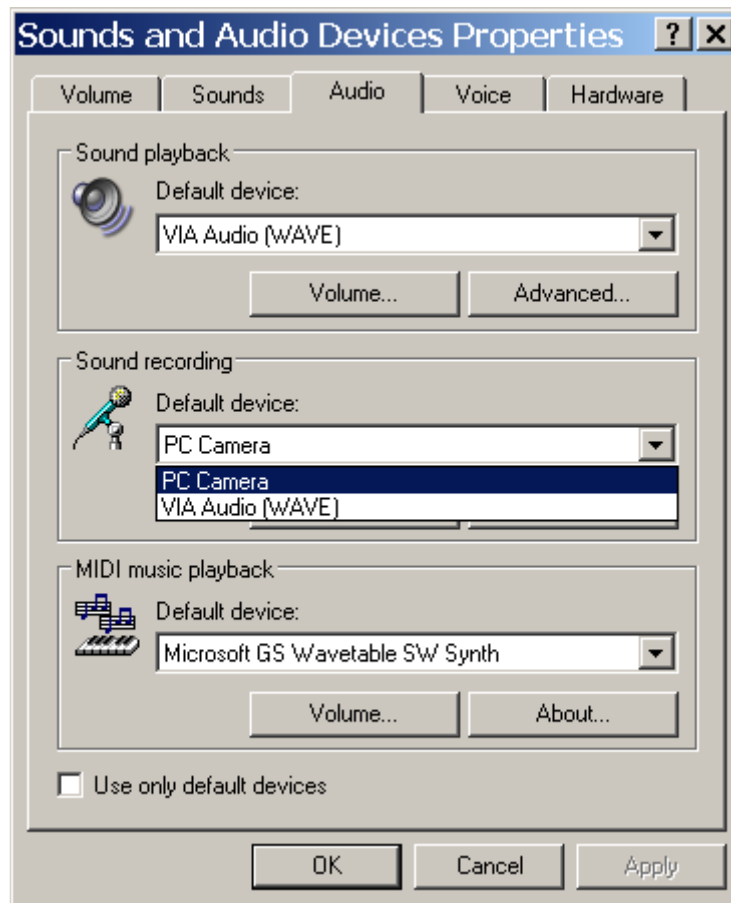 Sounds and Audio Devices Properties ? X
Volume Sounds Audio Voice Hardware
Sound playback
Default device:
VIA Audio (WAVE)
Volume... Advanced...
Sound recording
Default device:
PC Camera
PC Camera
VIA Audio (WAVE)
MIDI music playback
Default device:
Microsoft GS Wavetable SW Synth
Volume... About...
Use only default devices
OK Cancel Apply